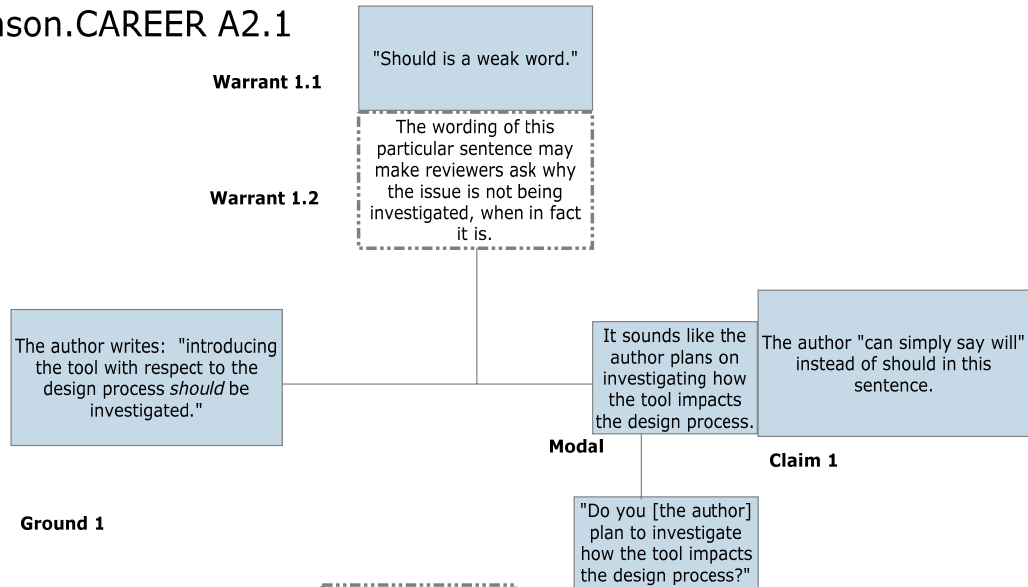 nson.CAREER A2.1
"Should is a weak word."
Warrant 1.1
The wording of this
particular sentence may
make reviewers ask why
the issue is not being
investigated, when in fact
it is.
Warrant 1.2
The author writes: "introducing
the tool with respect to the
design process should be
investigated."
Ground 1
It sounds like the
author plans on
investigating how
the tool impacts
the design process.
Modal
The author "can simply say will"
instead of should in this
sentence.
Claim 1
"Do you [the author]
plan to investigate
how the tool impacts
the design process?"